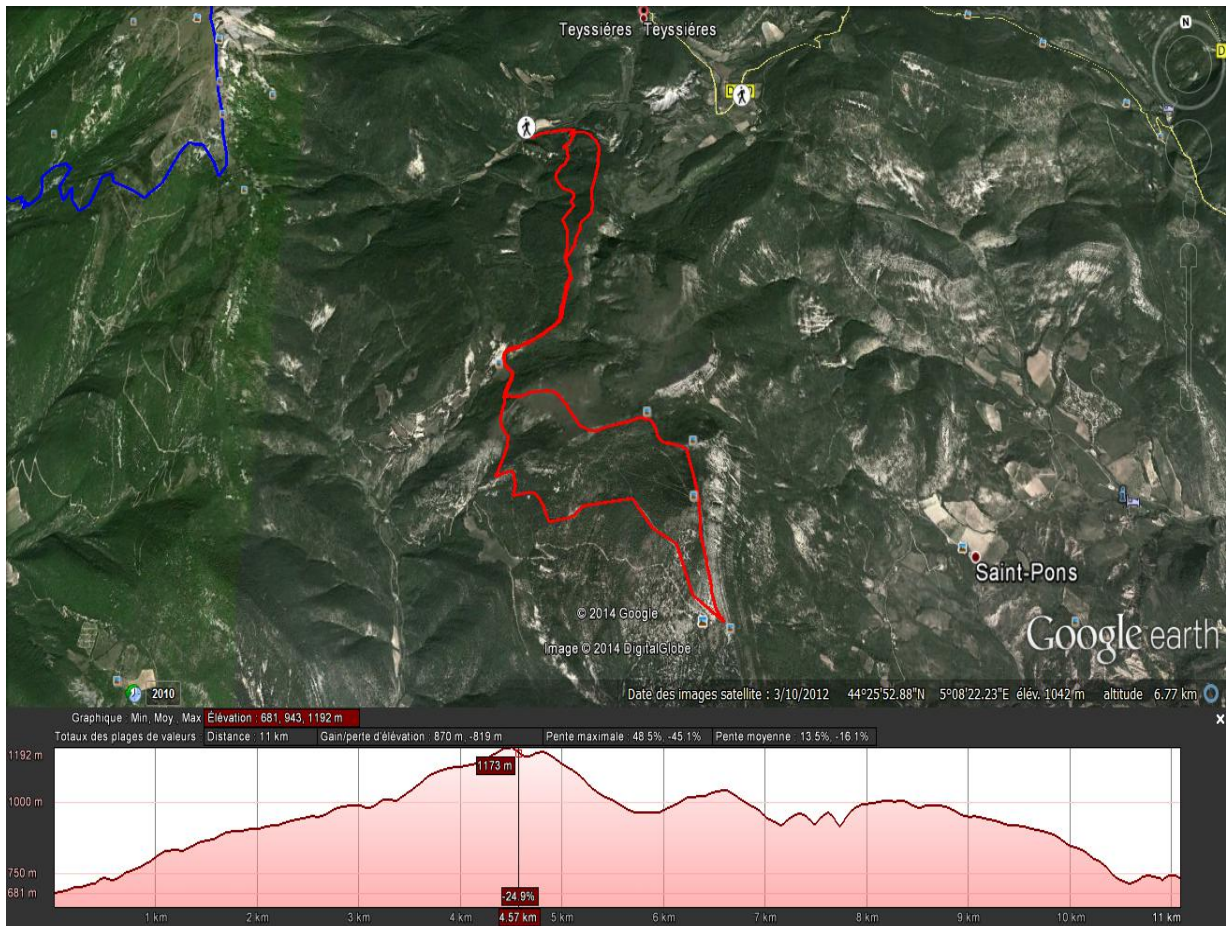 Teyssiéres Teyssiéres
N
D
Saint-Pons
© 2014 Google
Image © 2014 DigitalGlobe
Google earth
2010
Date des images satellite : 3/10/2012 44°25'52.88"N 5°08'22.23"E élév. 1042 m altitude 6.77 km
Graphique : Min, Moy, Max Élévation : 681, 943, 1192 m
x
Totaux des plages de valeurs : Distance : 11 km Gain/perte d'élévation : 870 m, -819 m Pente maximale : 48.5%, -45.1% Pente moyenne : 13.5%, -16.1%
1192 m
1173 m
1000 m
750 m
681 m
-24.9%
1 km 2 km 3 km 4 km 4.57 km 5 km 6 km 7 km 8 km 9 km 10 km 11 km